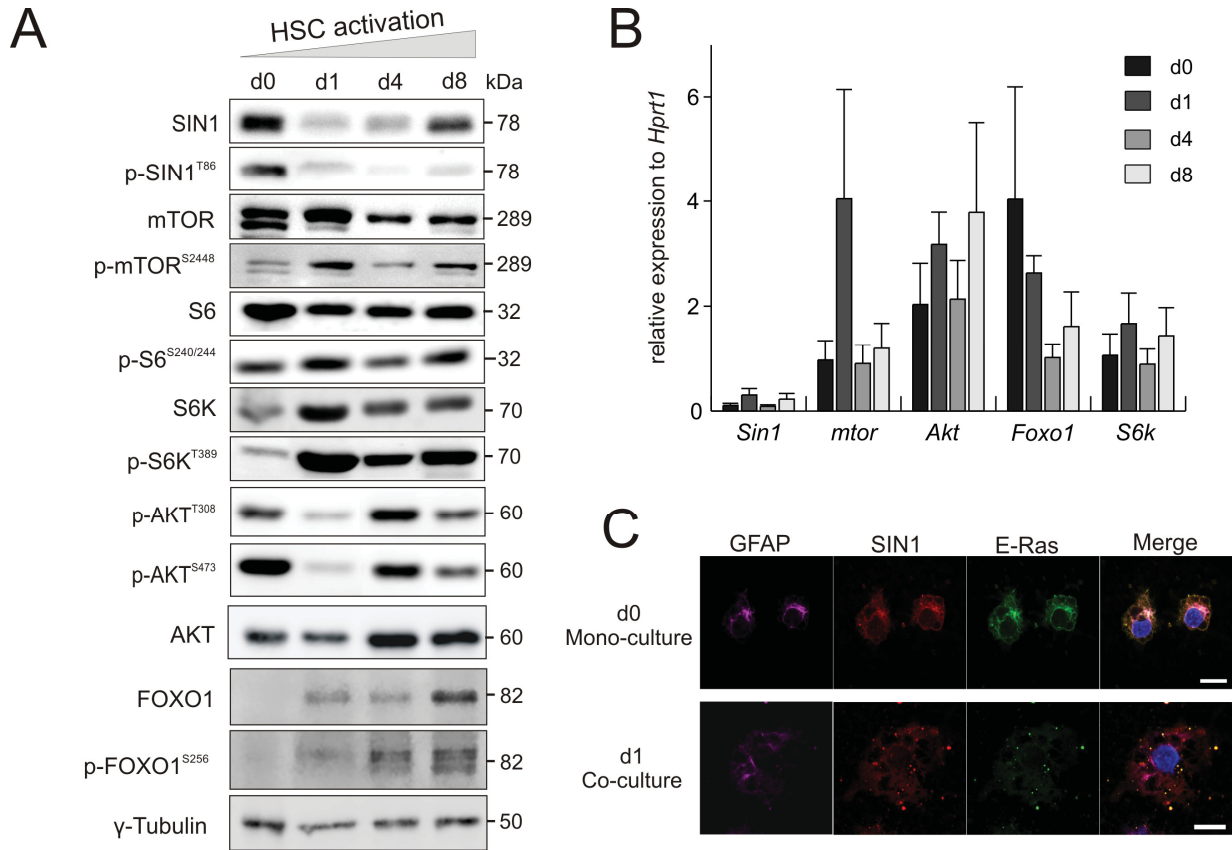 A
HSC activation
d0 d1 d4 d8 kDa
SIN1 78
p-SIN1T86 78
mTOR 289
p-mTORS2448 289
S6 32
p-S6S240/244 32
S6K 70
p-S6KT389 70
p-AKTT308 60
p-AKTS473 60
AKT 60
FOXO1 82
p-FOXO1S256 82
γ-Tubulin 50
B
relative expression to Hprt1
6
4
2
0
d0
d1
d4
d8
Sin1 mtor Akt Foxo1 S6k
C
GFAP SIN1 E-Ras Merge
d0
Mono-culture
d1
Co-culture